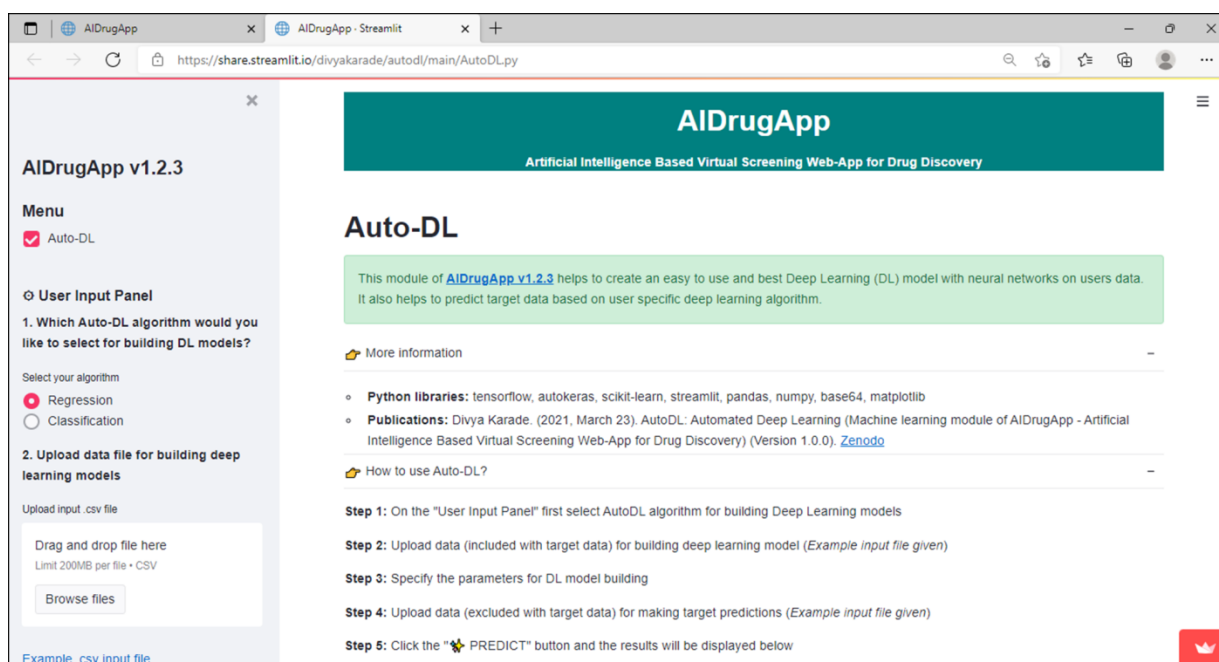 AIDrugApp
AIDrugApp · Streamlit
https://share.streamlit.io/divyakarade/autodl/main/AutoDL.py
AIDrugApp v1.2.3
Menu
Auto-DL
User Input Panel
1. Which Auto-DL algorithm would you
like to select for building DL models?
Select your algorithm
Regression
Classification
2. Upload data file for building deep
learning models
Upload input .csv file
Drag and drop file here
Limit 200MB per file • CSV
Browse files
Example .csv input file
AIDrugApp
Artificial Intelligence Based Virtual Screening Web-App for Drug Discovery
Auto-DL
This module of AIDrugApp v1.2.3 helps to create an easy to use and best Deep Learning (DL) model with neural networks on users data.
It also helps to predict target data based on user specific deep learning algorithm.
👉 More information
Python libraries: tensorflow, autokeras, scikit-learn, streamlit, pandas, numpy, base64, matplotlib
Publications: Divya Karade. (2021, March 23). AutoDL: Automated Deep Learning (Machine learning module of AIDrugApp - Artificial
Intelligence Based Virtual Screening Web-App for Drug Discovery) (Version 1.0.0). Zenodo
👉 How to use Auto-DL?
Step 1: On the "User Input Panel" first select AutoDL algorithm for building Deep Learning models
Step 2: Upload data (included with target data) for building deep learning model (Example input file given)
Step 3: Specify the parameters for DL model building
Step 4: Upload data (excluded with target data) for making target predictions (Example input file given)
Step 5: Click the "✨ PREDICT" button and the results will be displayed below